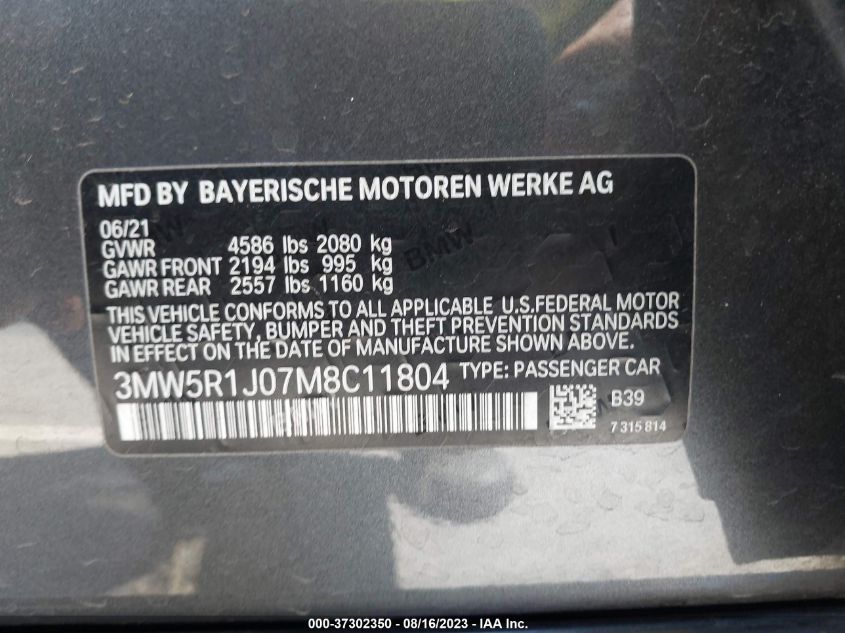 MFD BY BAYERISCHE MOTOREN WERKE AG
06/21
GVWR 4586 lbs 2080 kg
GAWR FRONT 2194 lbs 995 kg
GAWR REAR 2557 lbs 1160 kg
THIS VEHICLE CONFORMS TO ALL APPLICABLE U.S.FEDERAL MOTOR
VEHICLE SAFETY, BUMPER AND THEFT PREVENTION STANDARDS
IN EFFECT ON THE DATE OF MANUFACTURE SHOWN ABOVE.
3MW5R1J07M8C11804 TYPE: PASSENGER CAR
B39
7 315 814
BMW
000-37302350 - 08/16/2023 - IAA Inc.